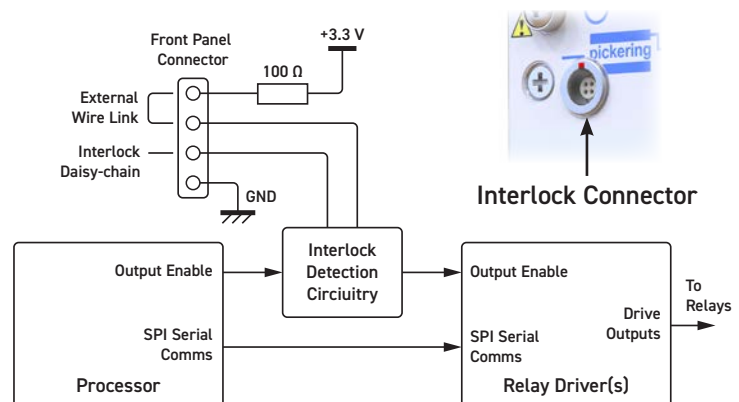 Front Panel
Connector
+3.3 V
100 Ω
External
Wire Link
Interlock
Daisy-chain
GND
pickering
Interlock Connector
Processor
Output Enable
SPI Serial
Comms
Interlock
Detection
Circiuitry
Output Enable
SPI Serial
Comms
Drive
Outputs
Relay Driver(s)
To
Relays